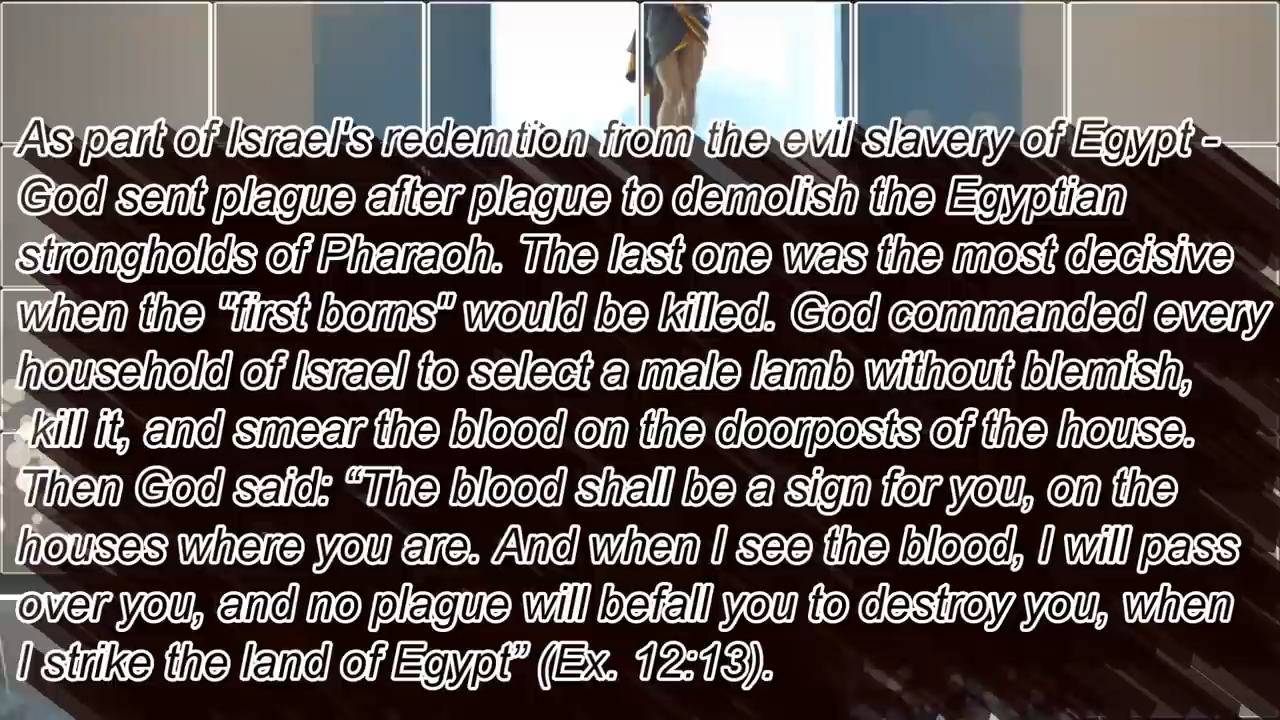 As part of Israel's redemtion from the evil slavery of Egypt -
God sent plague after plague to demolish the Egyptian
strongholds of Pharaoh. The last one was the most decisive
when the "first borns" would be killed. God commanded every
household of Israel to select a male lamb without blemish,
kill it, and smear the blood on the doorposts of the house.
Then God said: “The blood shall be a sign for you, on the
houses where you are. And when I see the blood, I will pass
over you, and no plague will befall you to destroy you, when
I strike the land of Egypt” (Ex. 12:13).